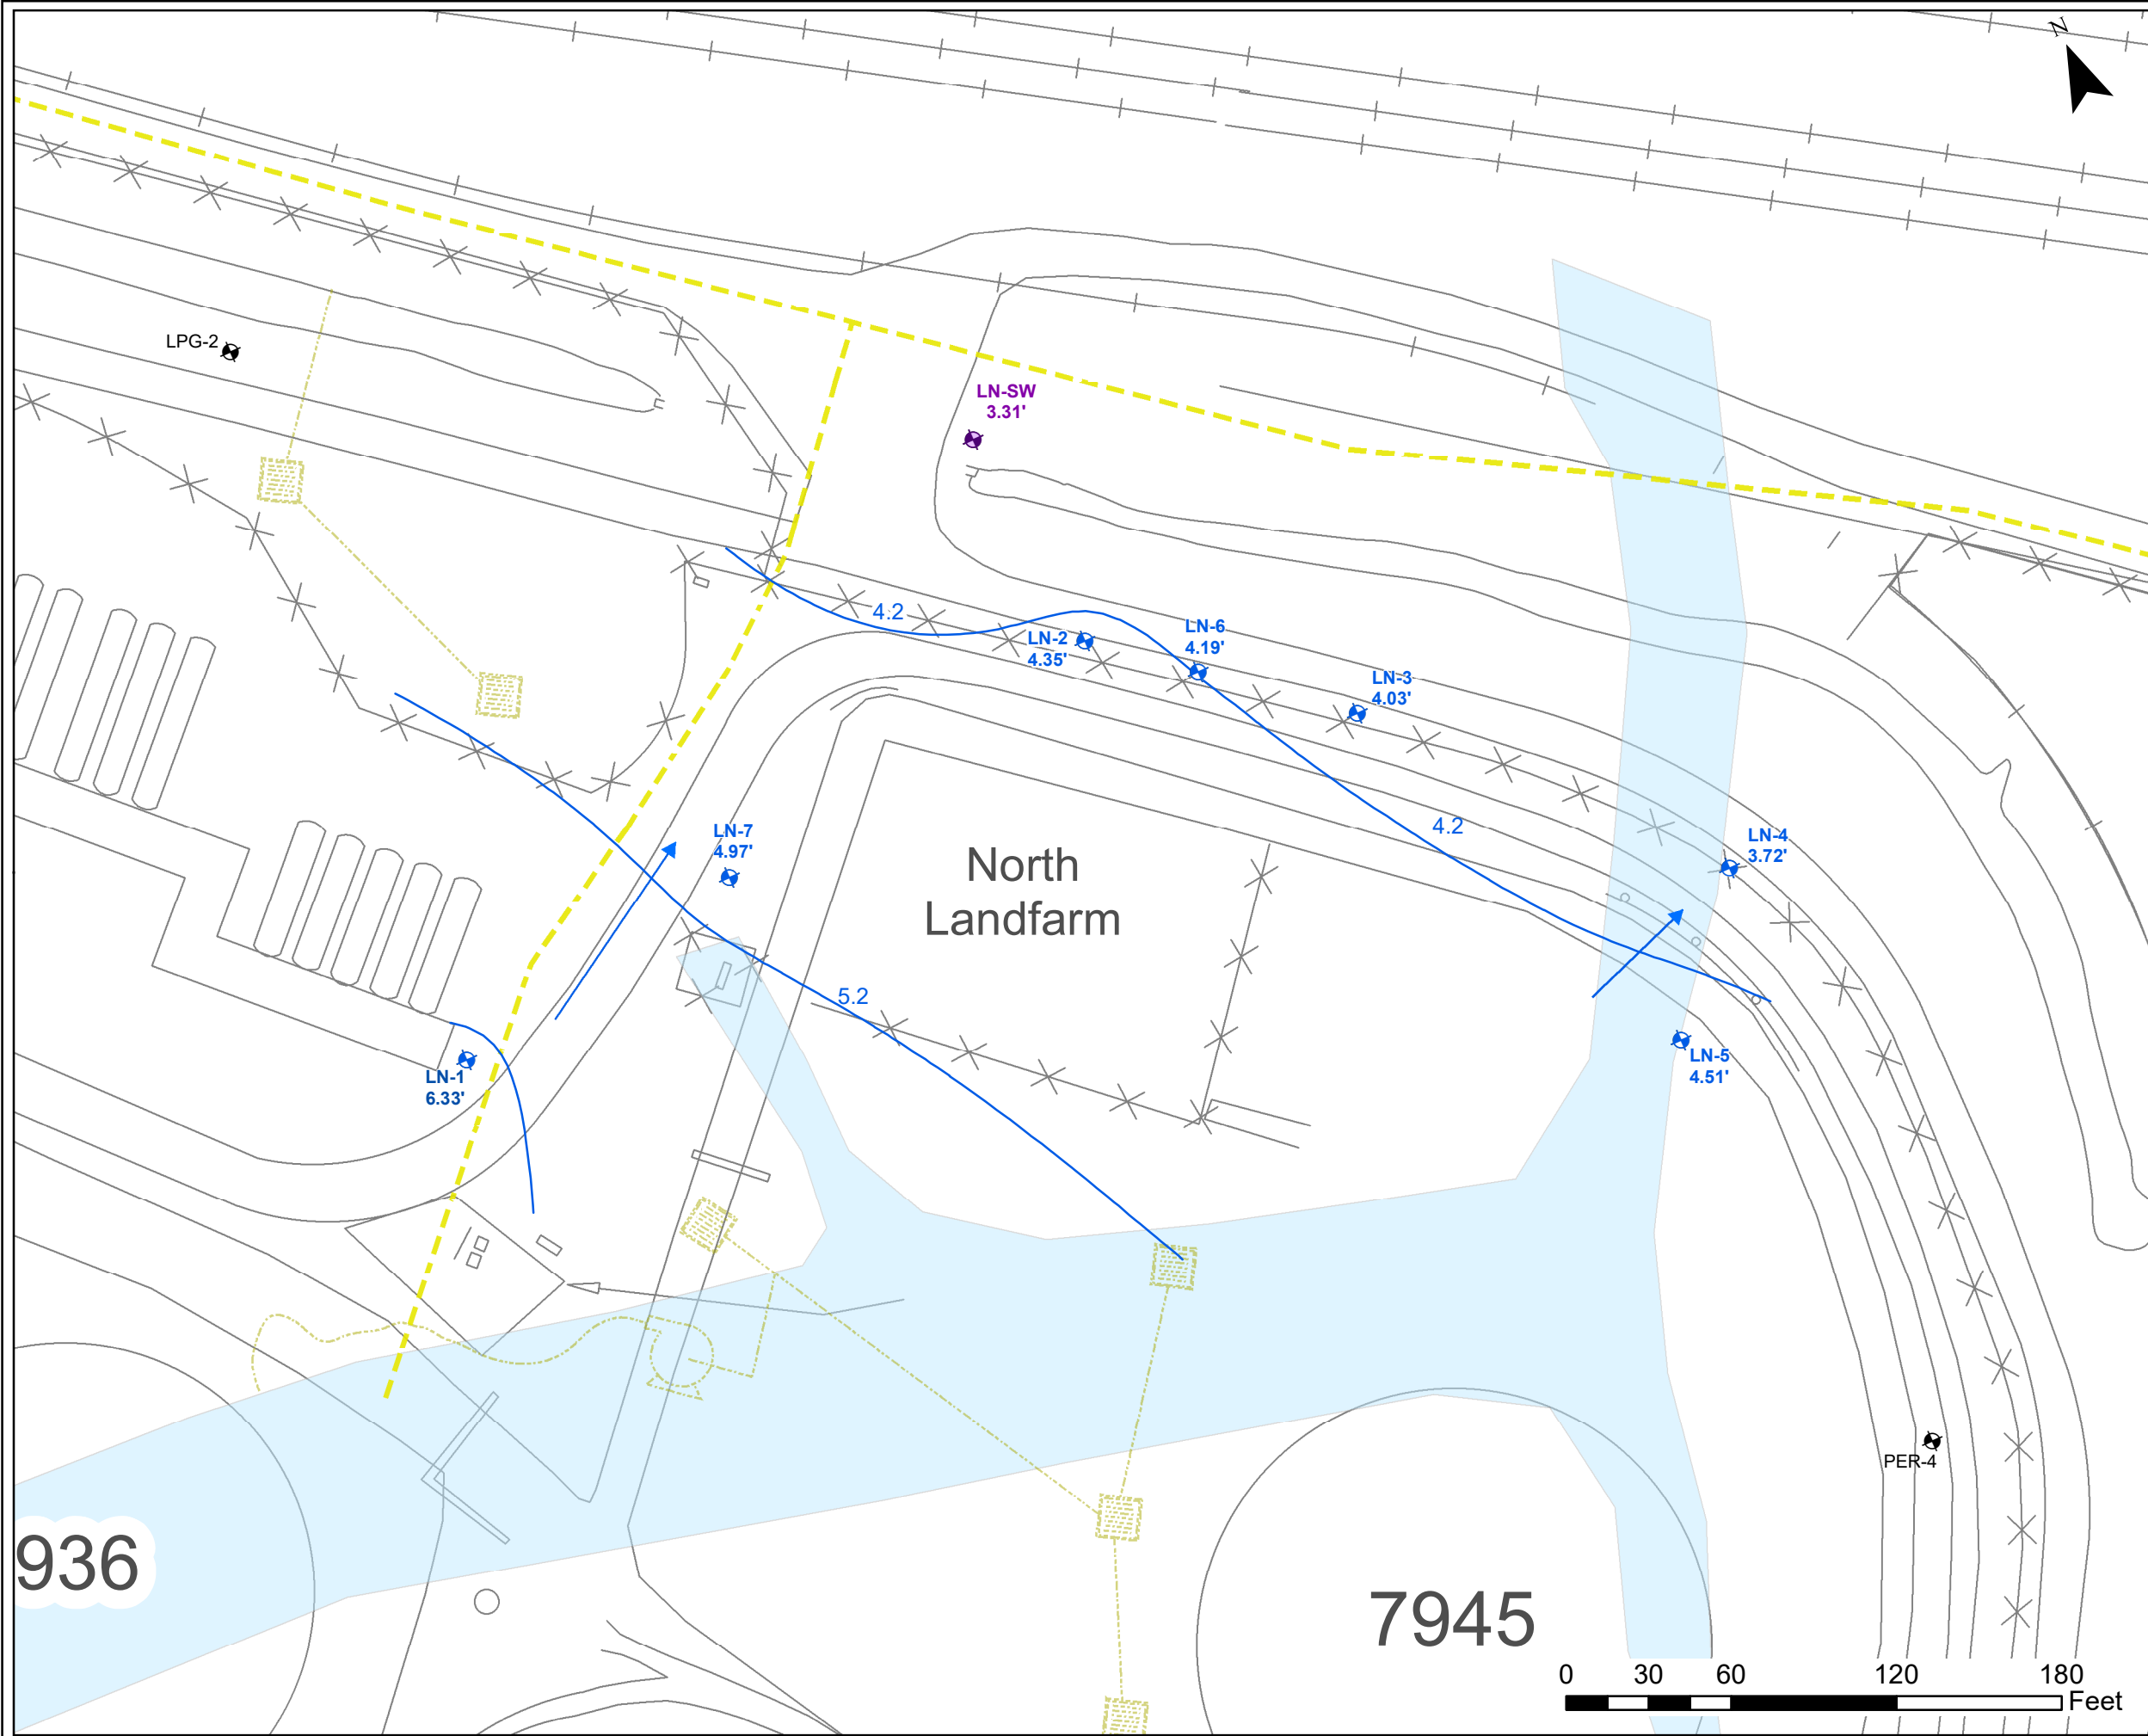 N
LPG-2
LN-SW
3.31'
4.2
LN-2
4.35'
LN-6
4.19'
LN-3
4.03'
4.2
LN-7
4.97'
North
Landfarm
LN-4
3.72'
5.2
LN-1
6.33'
LN-5
4.51'
PER-4
936
7945
0 30 60 120 180
Feet